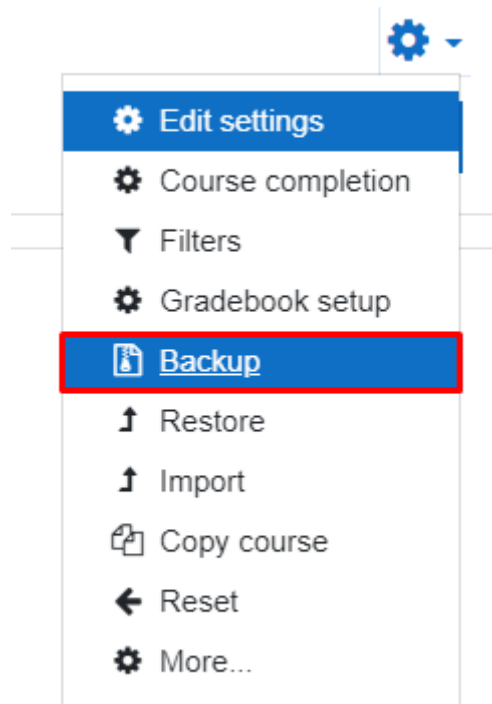 Edit settings
Course completion
Filters
Gradebook setup
Backup
Restore
Import
Copy course
Reset
More...